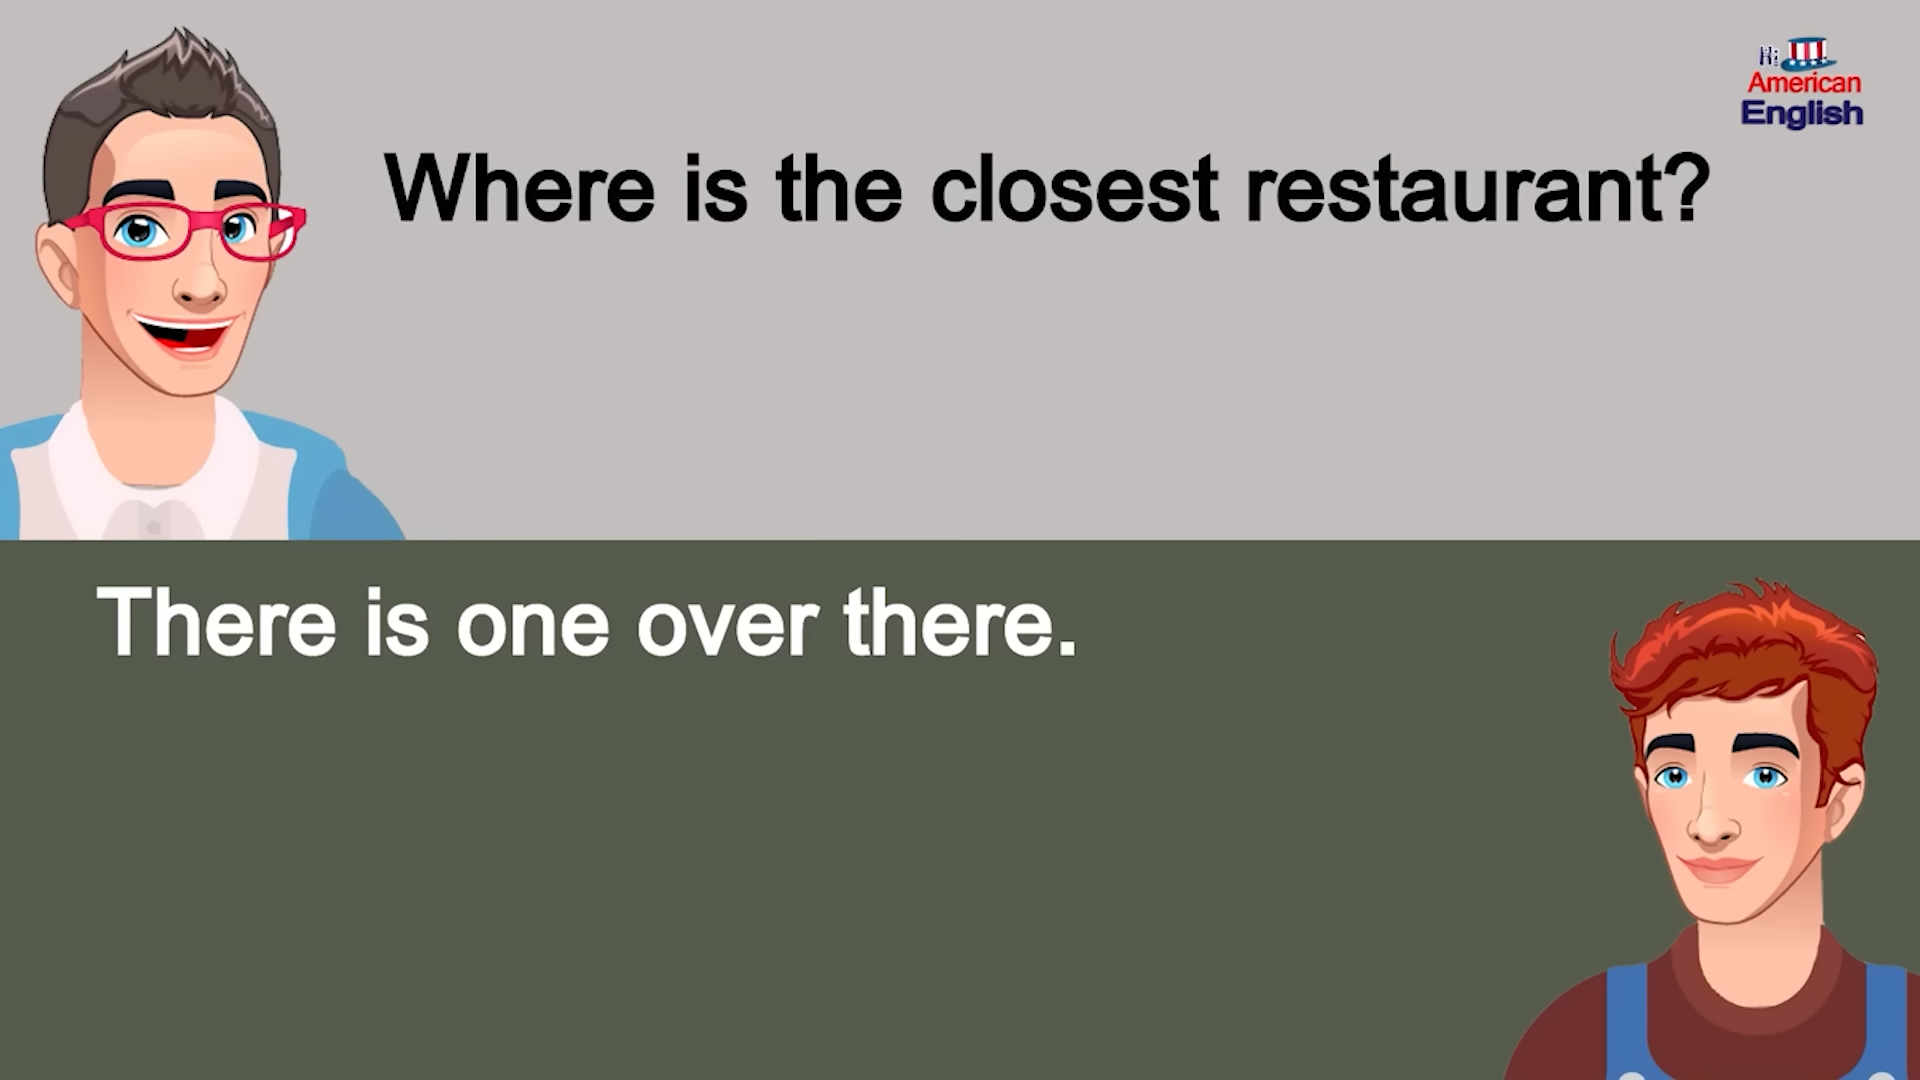 Hi
American
English
Where is the closest restaurant?
There is one over there.